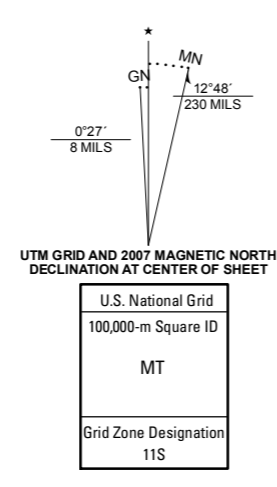 ★
MN
GN
12°48´
230 MILS
0°27´
8 MILS
UTM GRID AND 2007 MAGNETIC NORTH
DECLINATION AT CENTER OF SHEET
U.S. National Grid
100,000-m Square ID
MT
Grid Zone Designation
11S